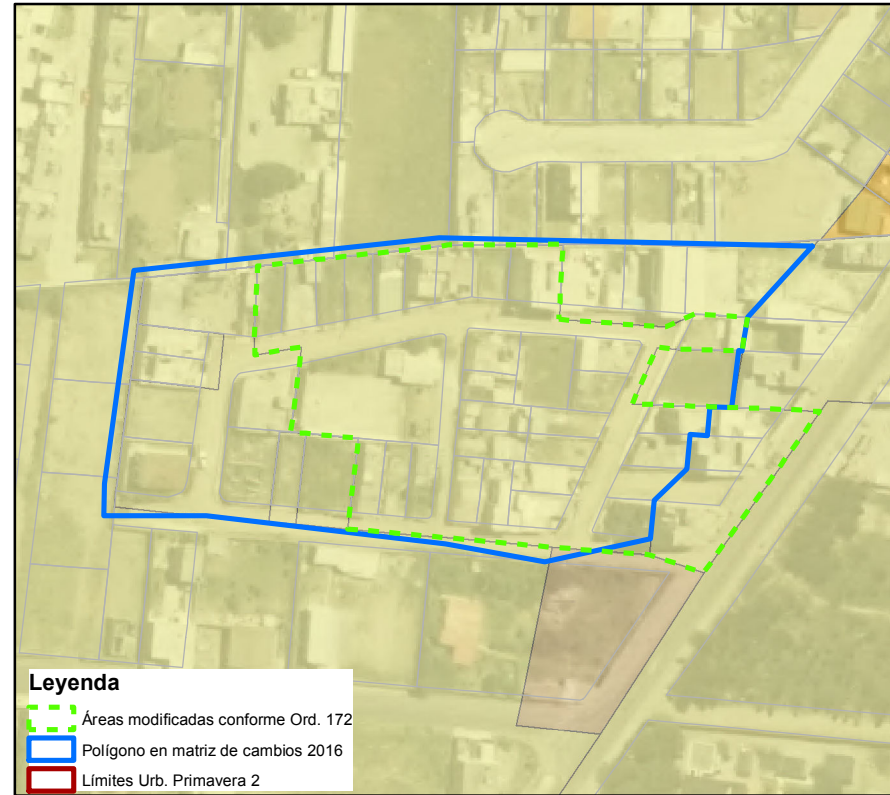 Leyenda
Áreas modificadas conforme Ord. 172
Polígono en matriz de cambios 2016
Límites Urb. Primavera 2